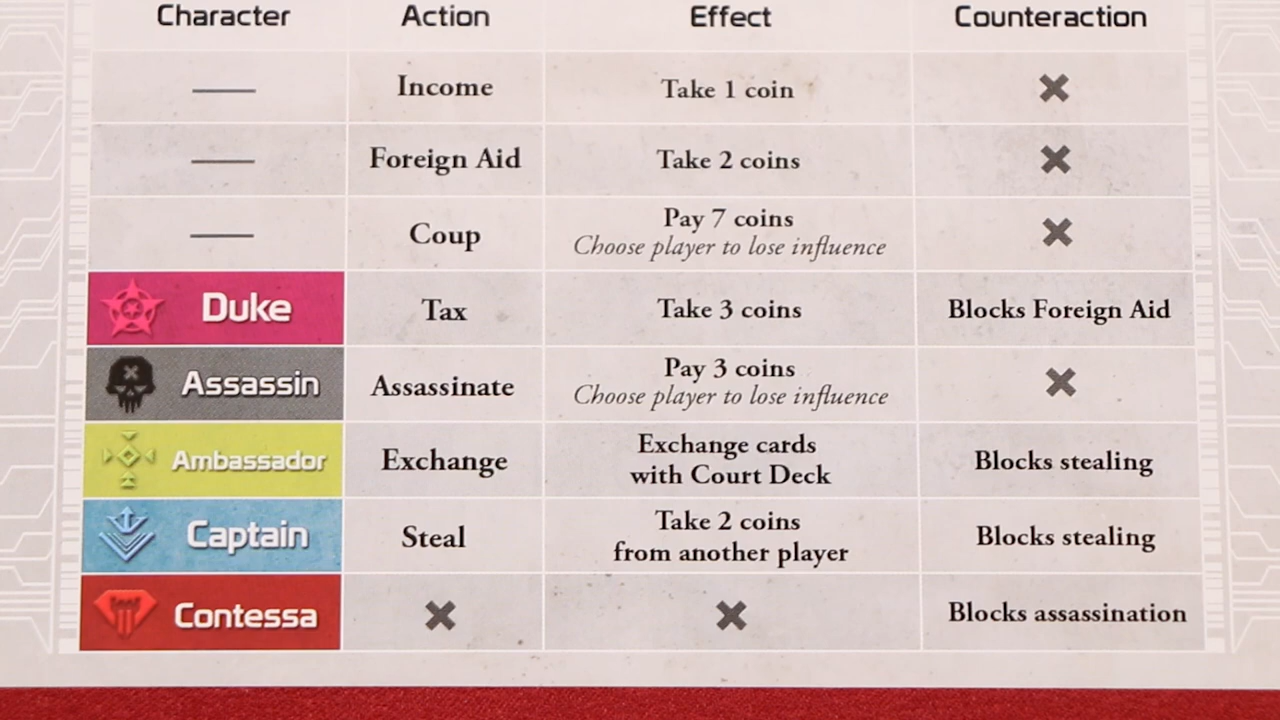 Character Action Effect Counteraction
Income Take 1 coin
Foreign Aid Take 2 coins
Coup Pay 7 coins
Choose player to lose influence
Duke Tax Take 3 coins Blocks Foreign Aid
Assassin Assassinate Pay 3 coins
Choose player to lose influence
Ambassador Exchange Exchange cards
with Court Deck Blocks stealing
Captain Steal Take 2 coins
from another player Blocks stealing
Contessa Blocks assassination